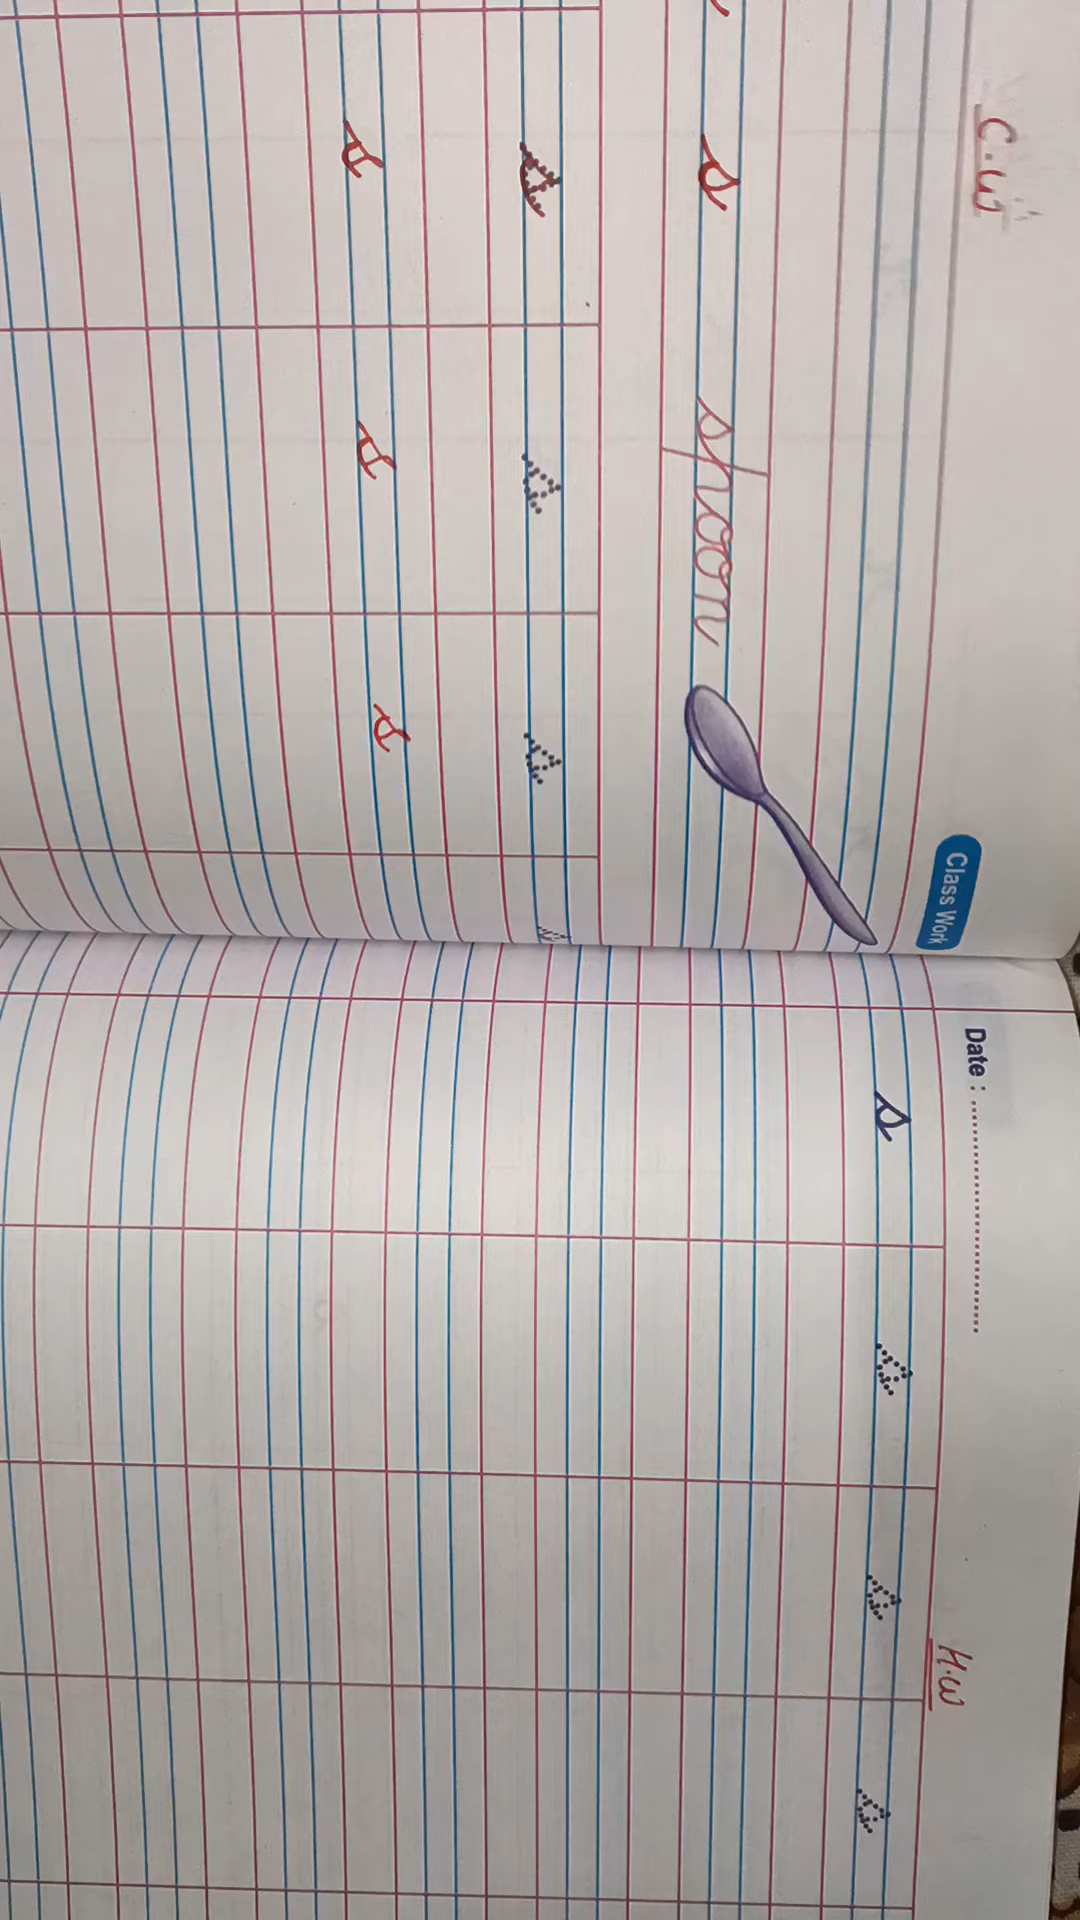 C.W
Class Work
s spoon
s s s s
s s s
Date : ..............................
H.W
s s s s